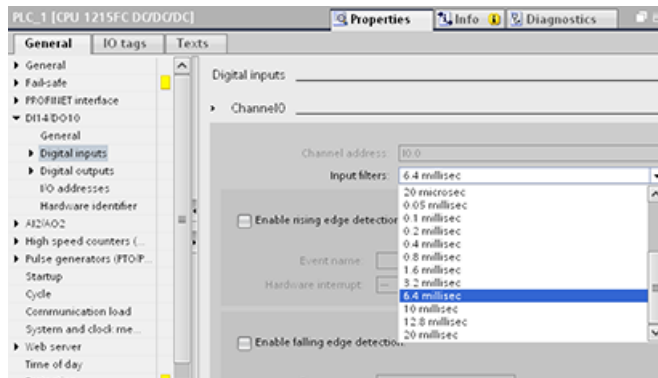 PLC_1 [CPU 1215FC DC/DC/DC]
Properties
Info
Diagnostics
General
IO tags
Texts
General
Fail-safe
PROFINET interface
DI14/DO10
General
Digital inputs
Digital outputs
I/O addresses
Hardware identifier
AI2/AO2
High speed counters (...
Pulse generators (PTO/P...
Startup
Cycle
Communication load
System and clock me...
Web server
Time of day
Digital inputs
Channel0
Channel address: I0.0
Input filters: 6.4 millisec
20 microsec
0.05 millisec
0.1 millisec
0.2 millisec
0.4 millisec
0.8 millisec
1.6 millisec
3.2 millisec
6.4 millisec
10 millisec
12.8 millisec
20 millisec
Enable rising edge detection
Event name:
Hardware interrupt:
Enable falling edge detection